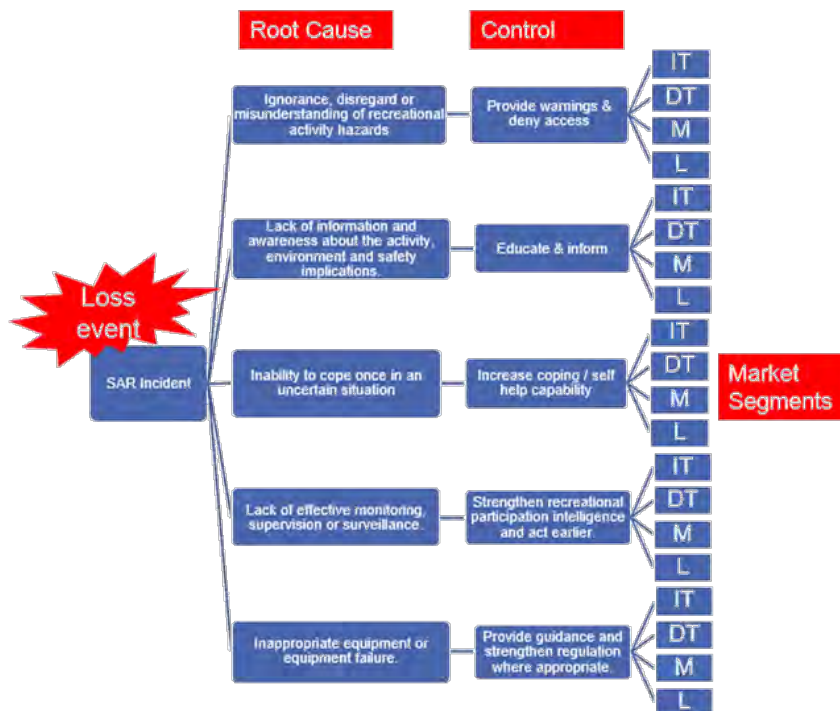 Root Cause
Control
Ignorance, disregard or
misunderstanding of recreational
activity hazards
Provide warnings &
deny access
IT
DT
M
L
Lack of information and
awareness about the activity,
environment and safety
implications.
Educate & inform
IT
DT
M
L
Loss
event
SAR Incident
Inability to cope once in an
uncertain situation
Increase coping / self
help capability
IT
DT
M
L
Market
Segments
Lack of effective monitoring,
supervision or surveillance.
Strengthen recreational
participation intelligence
and act earlier
IT
DT
M
L
Inappropriate equipment or
equipment failure.
Provide guidance and
strengthen regulation
where appropriate.
IT
DT
M
L